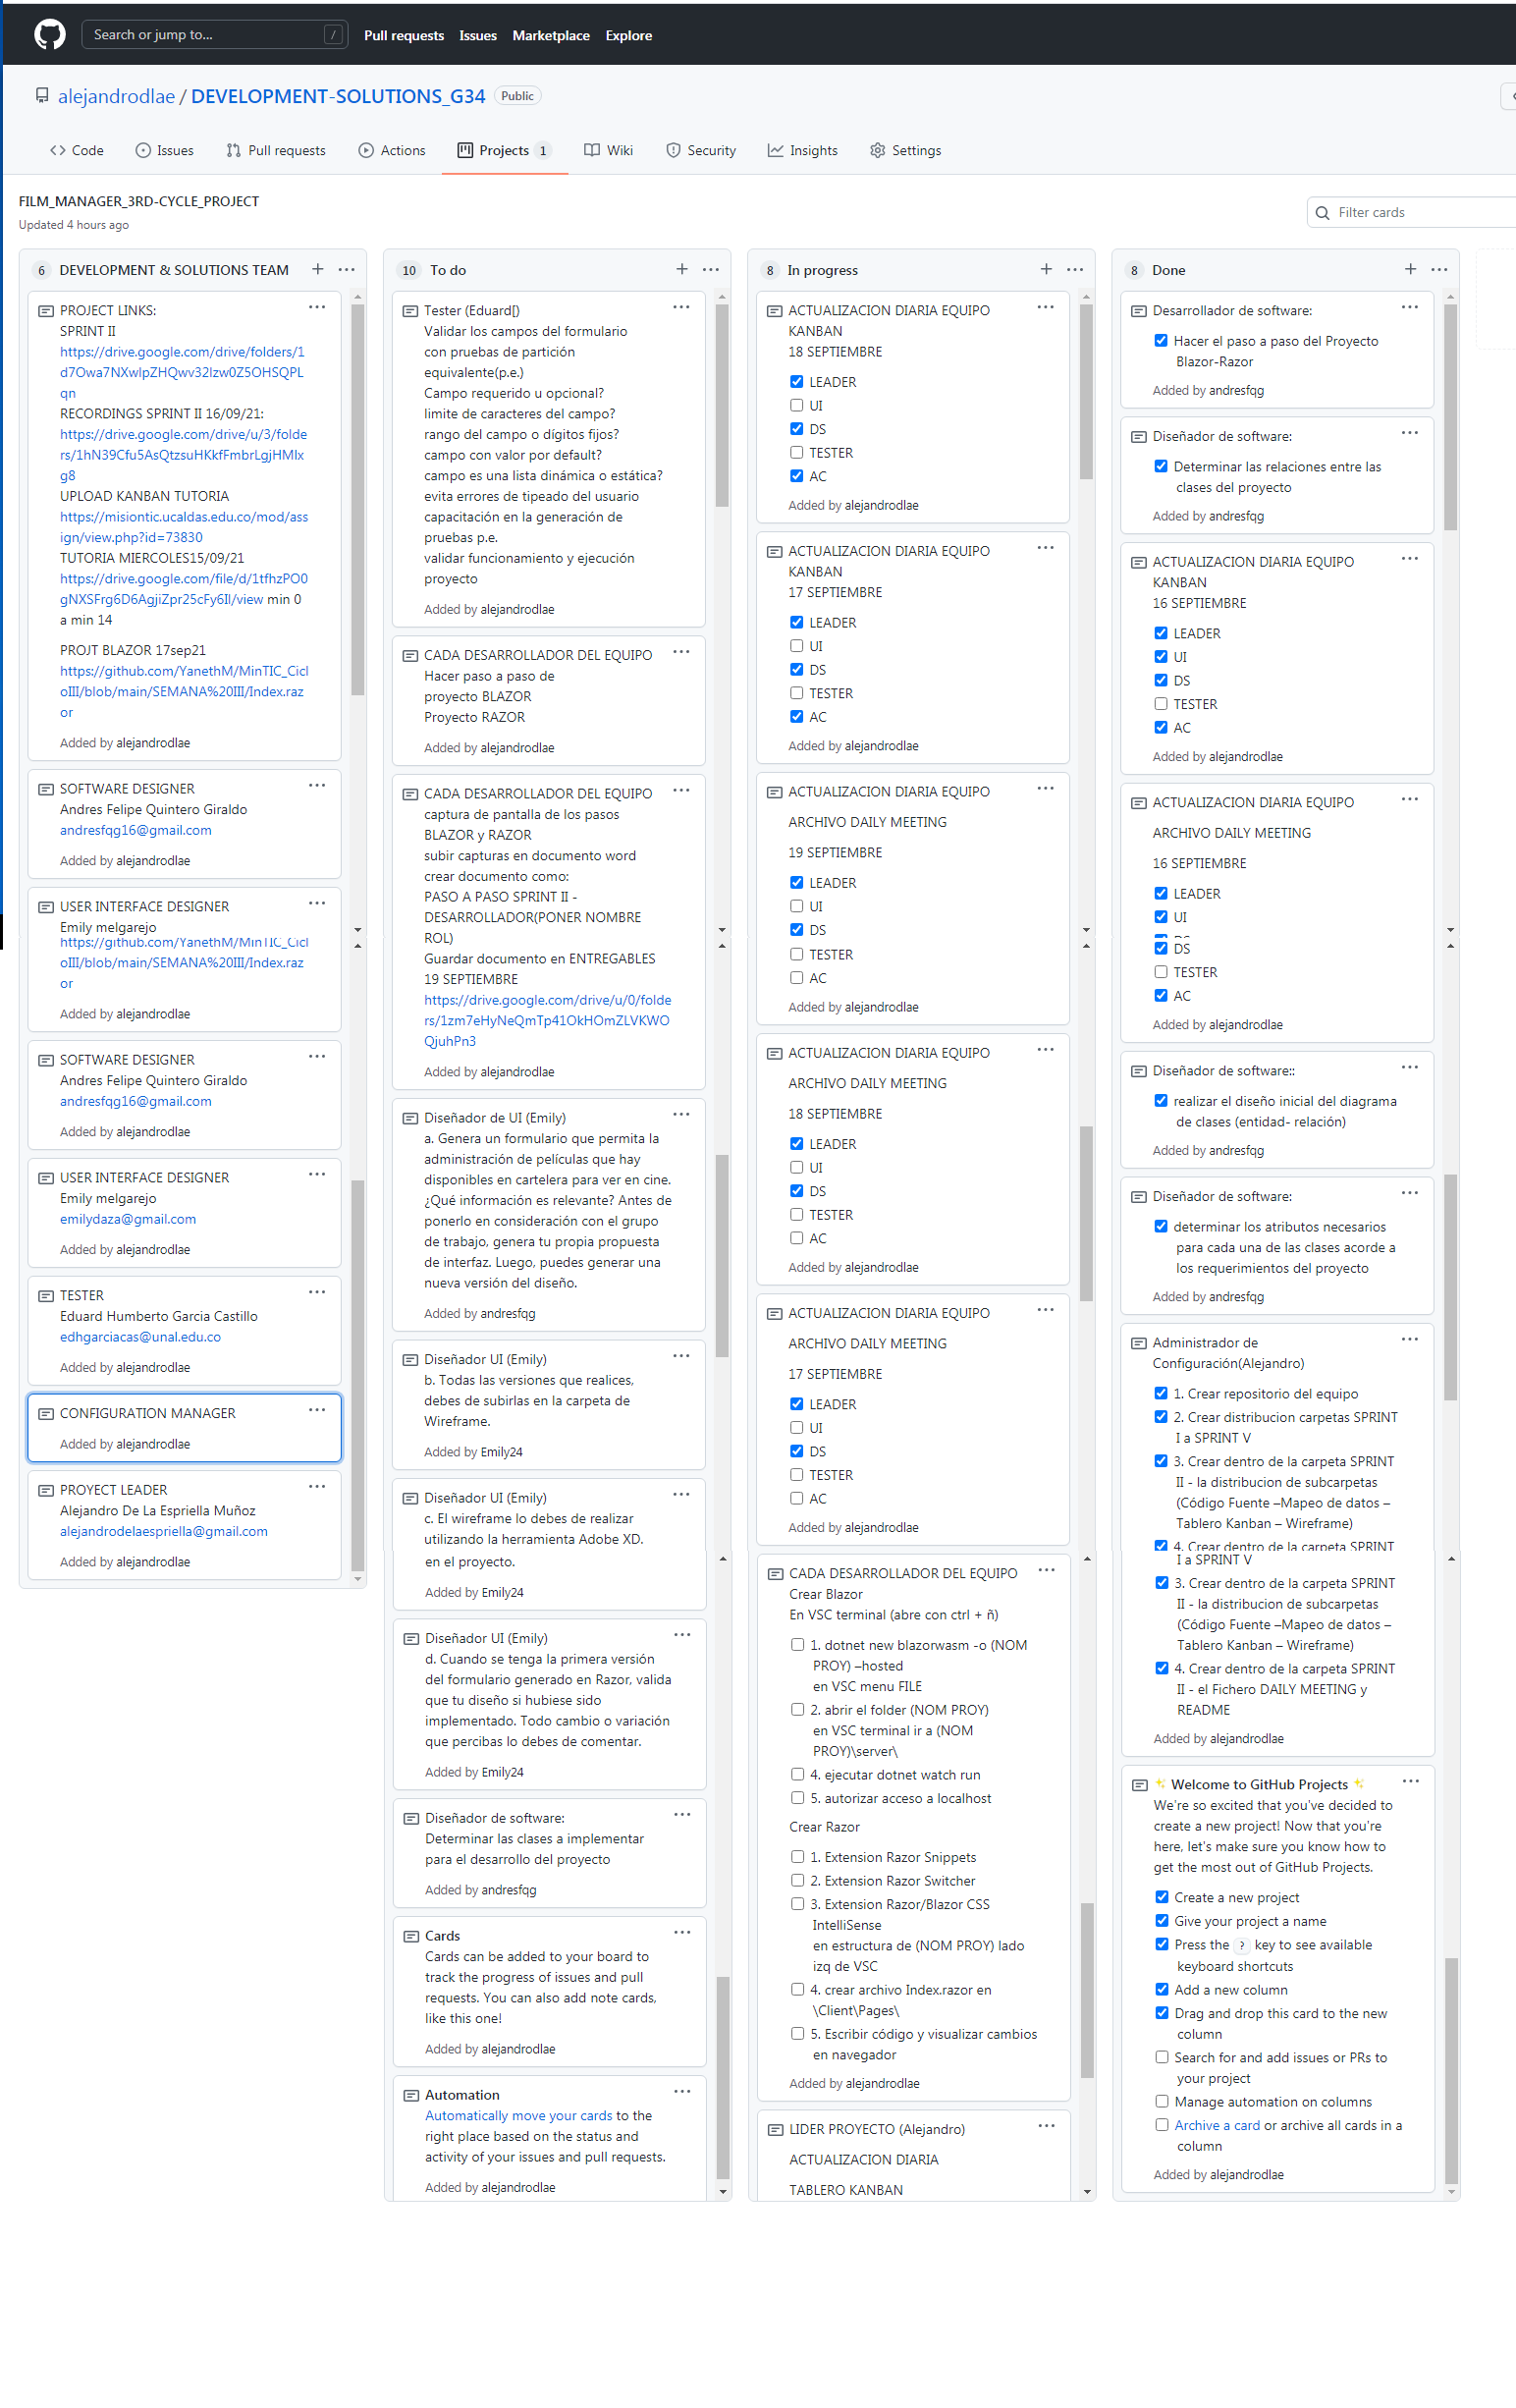 Search or jump to...
/
Pull requests
Issues
Marketplace
Explore
alejandrodlae / DEVELOPMENT-SOLUTIONS_G34
Public
Code
Issues
Pull requests
Actions
Projects 1
Wiki
Security
Insights
Settings
FILM_MANAGER_3RD-CYCLE_PROJECT
Updated 4 hours ago
Filter cards
6 DEVELOPMENT & SOLUTIONS TEAM
PROJECT LINKS:
SPRINT II
https://drive.google.com/drive/folders/1
d7Owa7NXwlpZHQwv32lzw0Z5OHSQPL
qn
RECORDINGS SPRINT II 16/09/21:
https://drive.google.com/drive/u/3/folde
rs/1hN39Cfu5AsQtzsuHKkfFmbrLgjHMIx
g8
UPLOAD KANBAN TUTORIA
https://misiontic.ucaldas.edu.co/mod/ass
ign/view.php?id=73830
TUTORIA MIERCOLES15/09/21
https://drive.google.com/file/d/1tfhzPO0
gNXSFrg6D6AgjiZpr25cFy6Il/view min 0
a min 14
PROJT BLAZOR 17sep21
https://github.com/YanethM/MinTIC_Cicl
oIII/blob/main/SEMANA%20III/Index.raz
or
Added by alejandrodlae
SOFTWARE DESIGNER
Andres Felipe Quintero Giraldo
andresfqg16@gmail.com
Added by alejandrodlae
USER INTERFACE DESIGNER
Emily melgarejo
https://github.com/YanethM/MinTIC_Cicl
oIII/blob/main/SEMANA%20III/Index.raz
or
Added by alejandrodlae
SOFTWARE DESIGNER
Andres Felipe Quintero Giraldo
andresfqg16@gmail.com
Added by alejandrodlae
USER INTERFACE DESIGNER
Emily melgarejo
emilydaza@gmail.com
Added by alejandrodlae
TESTER
Eduard Humberto Garcia Castillo
edhgarciacas@unal.edu.co
Added by alejandrodlae
CONFIGURATION MANAGER
Added by alejandrodlae
PROYECT LEADER
Alejandro De La Espriella Muñoz
alejandrodelaespriella@gmail.com
Added by alejandrodlae
10 To do
Tester (Eduard[)
Validar los campos del formulario
con pruebas de partición
equivalente(p.e.)
Campo requerido u opcional?
limite de caracteres del campo?
rango del campo o dígitos fijos?
campo con valor por default?
campo es una lista dinámica o estática?
evita errores de tipeado del usuario
capacitación en la generación de
pruebas p.e.
validar funcionamiento y ejecución
proyecto
Added by alejandrodlae
CADA DESARROLLADOR DEL EQUIPO
Hacer paso a paso de
proyecto BLAZOR
Proyecto RAZOR
Added by alejandrodlae
CADA DESARROLLADOR DEL EQUIPO
captura de pantalla de los pasos
BLAZOR y RAZOR
subir capturas en documento word
crear documento como:
PASO A PASO SPRINT II -
DESARROLLADOR(PONER NOMBRE
ROL)
Guardar documento en ENTREGABLES
19 SEPTIEMBRE
https://drive.google.com/drive/u/0/folde
rs/1zm7eHyNeQmTp41OkHOmZLVKWO
QjuhPn3
Added by alejandrodlae
Diseñador de UI (Emily)
a. Genera un formulario que permita la
administración de películas que hay
disponibles en cartelera para ver en cine.
¿Qué información es relevante? Antes de
ponerlo en consideración con el grupo
de trabajo, genera tu propia propuesta
de interfaz. Luego, puedes generar una
nueva versión del diseño.
Added by andresfqg
Diseñador UI (Emily)
b. Todas las versiones que realices,
debes de subirlas en la carpeta de
Wireframe.
Added by Emily24
Diseñador UI (Emily)
c. El wireframe lo debes de realizar
utilizando la herramienta Adobe XD.
en el proyecto.
Added by Emily24
Diseñador UI (Emily)
d. Cuando se tenga la primera versión
del formulario generado en Razor, valida
que tu diseño si hubiese sido
implementado. Todo cambio o variación
que percibas lo debes de comentar.
Added by Emily24
Diseñador de software:
Determinar las clases a implementar
para el desarrollo del proyecto
Added by andresfqg
Cards
Cards can be added to your board to
track the progress of issues and pull
requests. You can also add note cards,
like this one!
Added by alejandrodlae
Automation
Automatically move your cards to the
right place based on the status and
activity of your issues and pull requests.
Added by alejandrodlae
8 In progress
ACTUALIZACION DIARIA EQUIPO
KANBAN
18 SEPTIEMBRE
LEADER
UI
DS
TESTER
AC
Added by alejandrodlae
ACTUALIZACION DIARIA EQUIPO
KANBAN
17 SEPTIEMBRE
LEADER
UI
DS
TESTER
AC
Added by alejandrodlae
ACTUALIZACION DIARIA EQUIPO
ARCHIVO DAILY MEETING
19 SEPTIEMBRE
LEADER
UI
DS
TESTER
AC
Added by alejandrodlae
ACTUALIZACION DIARIA EQUIPO
ARCHIVO DAILY MEETING
18 SEPTIEMBRE
LEADER
UI
DS
TESTER
AC
Added by alejandrodlae
ACTUALIZACION DIARIA EQUIPO
ARCHIVO DAILY MEETING
17 SEPTIEMBRE
LEADER
UI
DS
TESTER
AC
Added by alejandrodlae
CADA DESARROLLADOR DEL EQUIPO
Crear Blazor
En VSC terminal (abre con ctrl + ñ)
1. dotnet new blazorwasm -o (NOM
PROY) –hosted
en VSC menu FILE
2. abrir el folder (NOM PROY)
en VSC terminal ir a (NOM
PROY)\server\
4. ejecutar dotnet watch run
5. autorizar acceso a localhost
Crear Razor
1. Extension Razor Snippets
2. Extension Razor Switcher
3. Extension Razor/Blazor CSS
IntelliSense
en estructura de (NOM PROY) lado
izq de VSC
4. crear archivo Index.razor en
\Client\Pages\
5. Escribir código y visualizar cambios
en navegador
Added by alejandrodlae
LIDER PROYECTO (Alejandro)
ACTUALIZACION DIARIA
TABLERO KANBAN
8 Done
Desarrollador de software:
Hacer el paso a paso del Proyecto
Blazor-Razor
Added by andresfqg
Diseñador de software:
Determinar las relaciones entre las
clases del proyecto
Added by andresfqg
ACTUALIZACION DIARIA EQUIPO
KANBAN
16 SEPTIEMBRE
LEADER
UI
DS
TESTER
AC
Added by alejandrodlae
ACTUALIZACION DIARIA EQUIPO
ARCHIVO DAILY MEETING
16 SEPTIEMBRE
LEADER
UI
DS
TESTER
AC
Added by alejandrodlae
Diseñador de software::
realizar el diseño inicial del diagrama
de clases (entidad- relación)
Added by andresfqg
Diseñador de software:
determinar los atributos necesarios
para cada una de las clases acorde a
los requerimientos del proyecto
Added by andresfqg
Administrador de
Configuración(Alejandro)
1. Crear repositorio del equipo
2. Crear distribucion carpetas SPRINT
I a SPRINT V
3. Crear dentro de la carpeta SPRINT
II - la distribucion de subcarpetas
(Código Fuente –Mapeo de datos –
Tablero Kanban – Wireframe)
4. Crear dentro de la carpeta SPRINT
I a SPRINT V
3. Crear dentro de la carpeta SPRINT
II - la distribucion de subcarpetas
(Código Fuente –Mapeo de datos –
Tablero Kanban – Wireframe)
4. Crear dentro de la carpeta SPRINT
II - el Fichero DAILY MEETING y
README
Added by alejandrodlae
✨ Welcome to GitHub Projects ✨
We're so excited that you've decided to
create a new project! Now that you're
here, let's make sure you know how to
get the most out of GitHub Projects.
Create a new project
Give your project a name
Press the ? key to see available
keyboard shortcuts
Add a new column
Drag and drop this card to the new
column
Search for and add issues or PRs to
your project
Manage automation on columns
Archive a card or archive all cards in a
column
Added by alejandrodlae